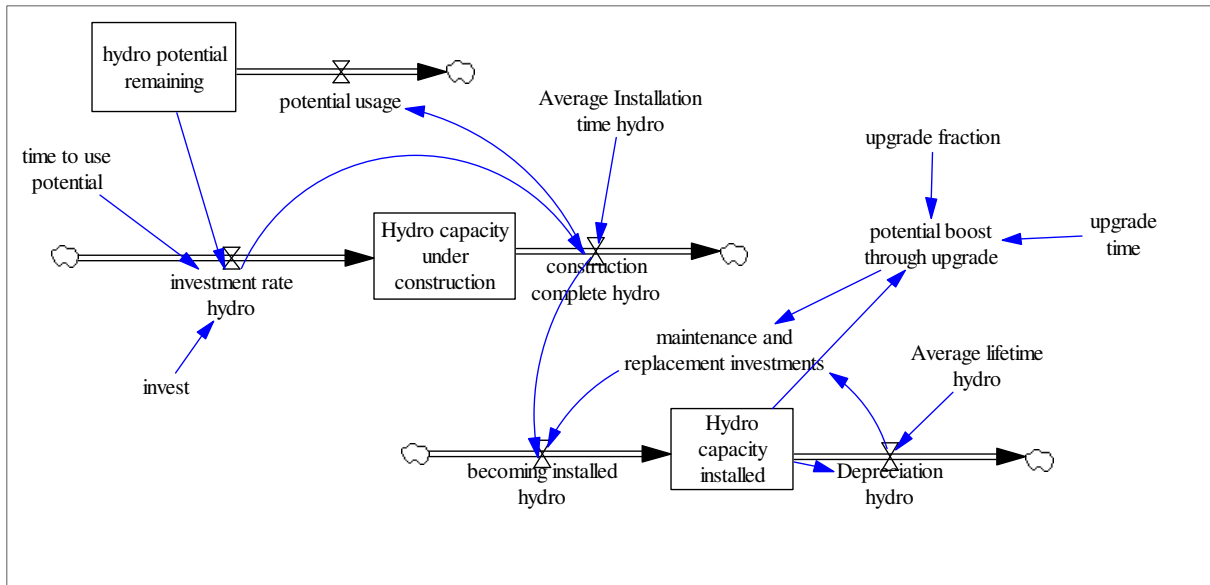 hydro potential
remaining
potential usage
Average Installation
time hydro
upgrade fraction
time to use
potential
Hydro capacity
under
construction
potential boost
through upgrade
upgrade
time
investment rate
hydro
construction
complete hydro
invest
maintenance and
replacement investments
Average lifetime
hydro
Hydro
capacity
installed
becoming installed
hydro
Depreciation
hydro